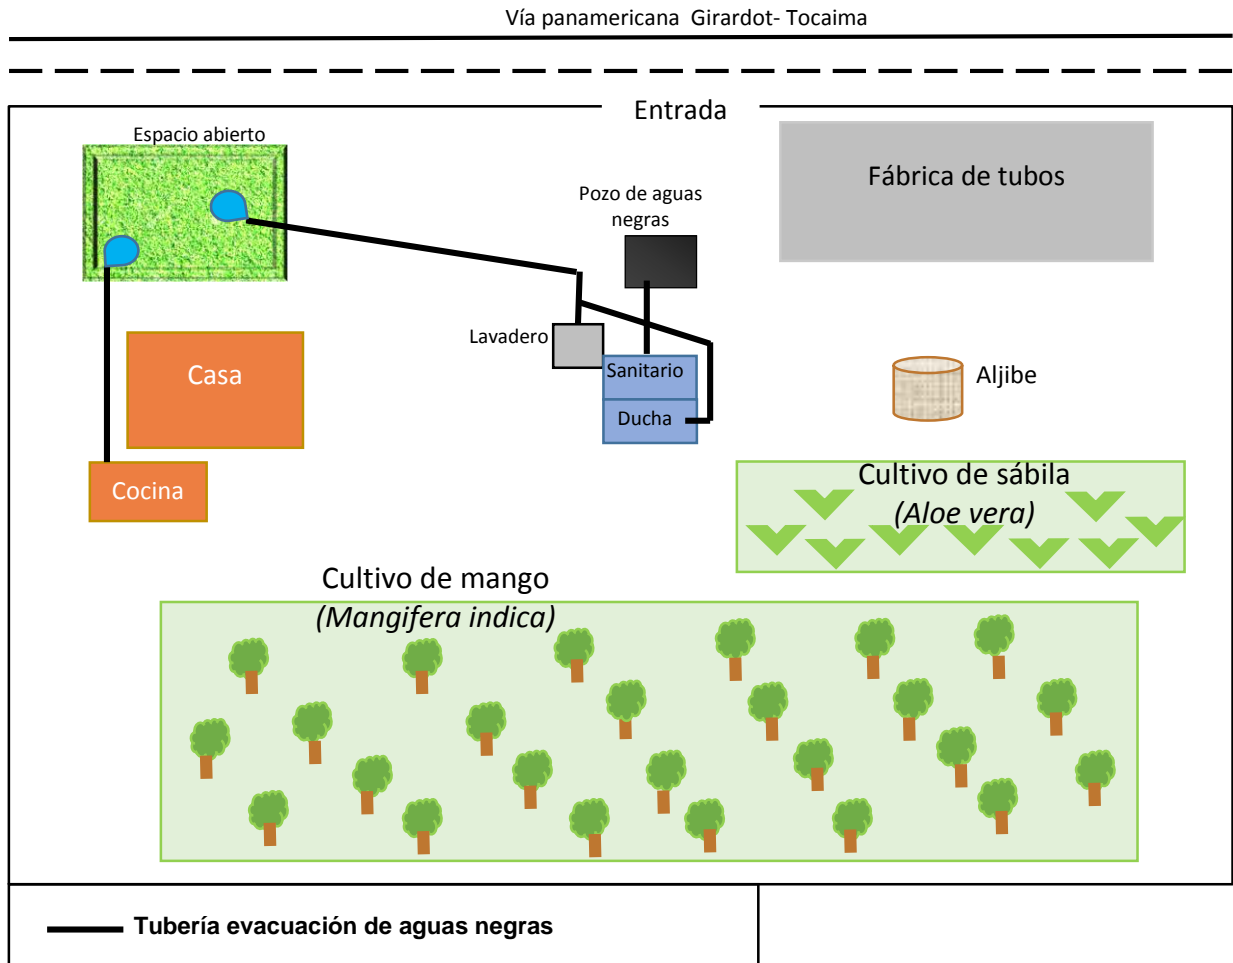 Vía panamericana  Girardot- Tocaima
Entrada
Espacio abierto
Fábrica de tubos
Pozo de aguas
negras
Lavadero
Sanitario
Casa
Aljibe
Ducha
Cocina
Cultivo de sábila
(Aloe vera)
Cultivo de mango
(Mangifera indica)
Tubería evacuación de aguas negras